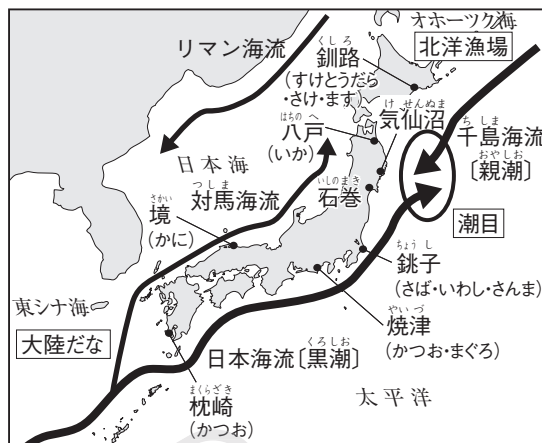 オホーツク海
リマン海流
北洋漁場
くしろ
釧路
(すけとうだら
・さけ・ます)
はちのへ
八戸
(いか)
けせんぬま
気仙沼
ちしま
千島海流
おやしお
〔親潮〕
日本海
つしま
対馬海流
いしのまき
石巻
さかい
境
(かに)
潮目
ちょうし
銚子
(さば・いわし・さんま)
東シナ海
大陸だな
やいづ
焼津
(かつお・まぐろ)
くろしお
日本海流〔黒潮〕
太平洋
まくらざき
枕崎
(かつお)